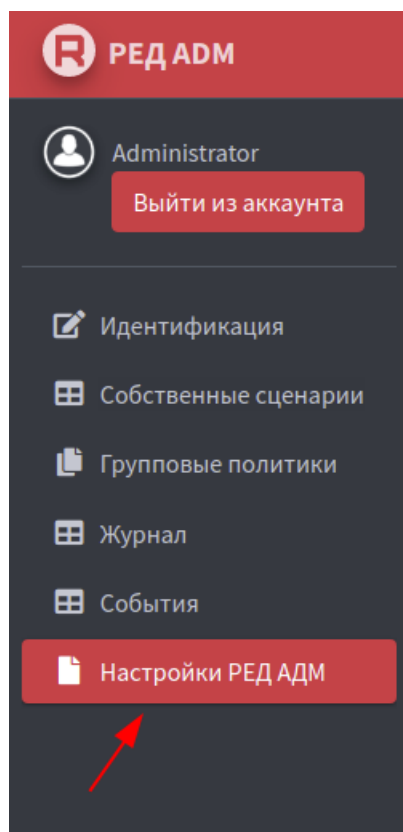 РЕД ADM
Administrator
Выйти из аккаунта
Идентификация
Собственные сценарии
Групповые политики
Журнал
События
Настройки РЕД АДМ